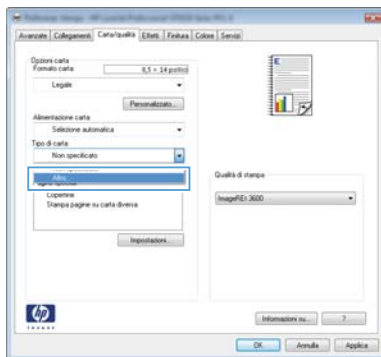 Avanzate Collegamenti Carta/qualità Effetti Finitura Colore Servizi
Opzioni carta
Formato carta: 8,5 × 14 pollici
Legale
Personalizzato...
Alimentazione carta:
Selezione automatica
Tipo di carta:
Non specificato
Altro...
Copertine
Stampa pagine su carta diversa
Impostazioni...
E
Qualità di stampa
ImageREt 3600
hp
invent
Informazioni su... ?
OK Annulla Applica